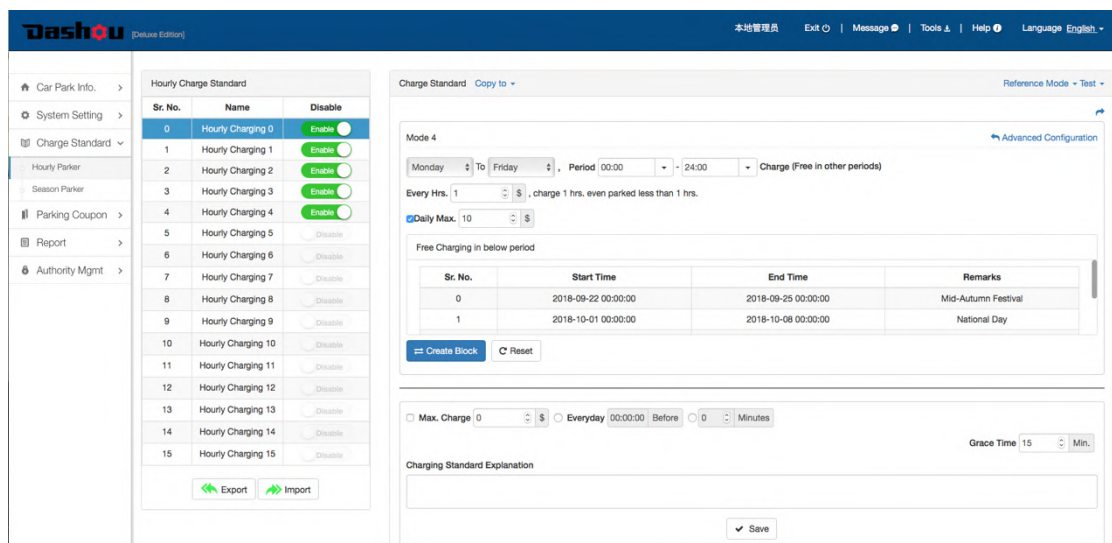 Dashou [Deluxe Edition]
本地管理员 Exit | Message | Tools | Help Language English
Car Park Info.
System Setting
Charge Standard
Hourly Parker
Season Parker
Parking Coupon
Report
Authority Mgmt
Hourly Charge Standard
Sr. No. Name Disable
0 Hourly Charging 0 Enable
1 Hourly Charging 1 Enable
2 Hourly Charging 2 Enable
3 Hourly Charging 3 Enable
4 Hourly Charging 4 Enable
5 Hourly Charging 5 Disable
6 Hourly Charging 6 Disable
7 Hourly Charging 7 Disable
8 Hourly Charging 8 Disable
9 Hourly Charging 9 Disable
10 Hourly Charging 10 Disable
11 Hourly Charging 11 Disable
12 Hourly Charging 12 Disable
13 Hourly Charging 13 Disable
14 Hourly Charging 14 Disable
15 Hourly Charging 15 Disable
Export Import
Charge Standard Copy to Reference Mode Test
Mode 4 Advanced Configuration
Monday To Friday , Period 00:00 - 24:00 Charge (Free in other periods)
Every Hrs. 1 $ , charge 1 hrs. even parked less than 1 hrs.
Daily Max. 10 $
Free Charging in below period
Sr. No. Start Time End Time Remarks
0 2018-09-22 00:00:00 2018-09-25 00:00:00 Mid-Autumn Festival
1 2018-10-01 00:00:00 2018-10-08 00:00:00 National Day
Create Block Reset
Max. Charge 0 $ Everyday 00:00:00 Before 0 Minutes
Grace Time 15 Min.
Charging Standard Explanation
Save